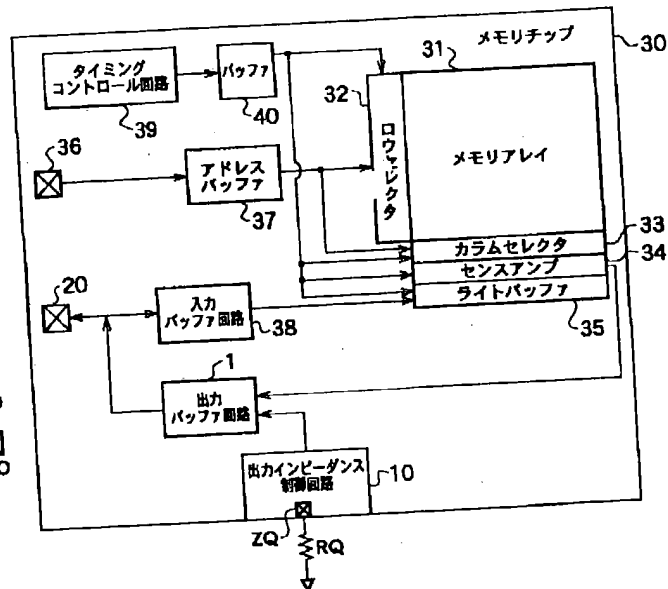 メモリチップ
30
タイミング
コントロール回路
39
バッファ
40
31
32
ロウセレクタ
メモリアレイ
36
アドレス
バッファ
37
33
カラムセレクタ
34
センスアンプ
ライトバッファ
35
20
入力
バッファ回路
38
1
出力
バッファ回路
出力インピーダンス
制御回路
10
ZQ
RQ